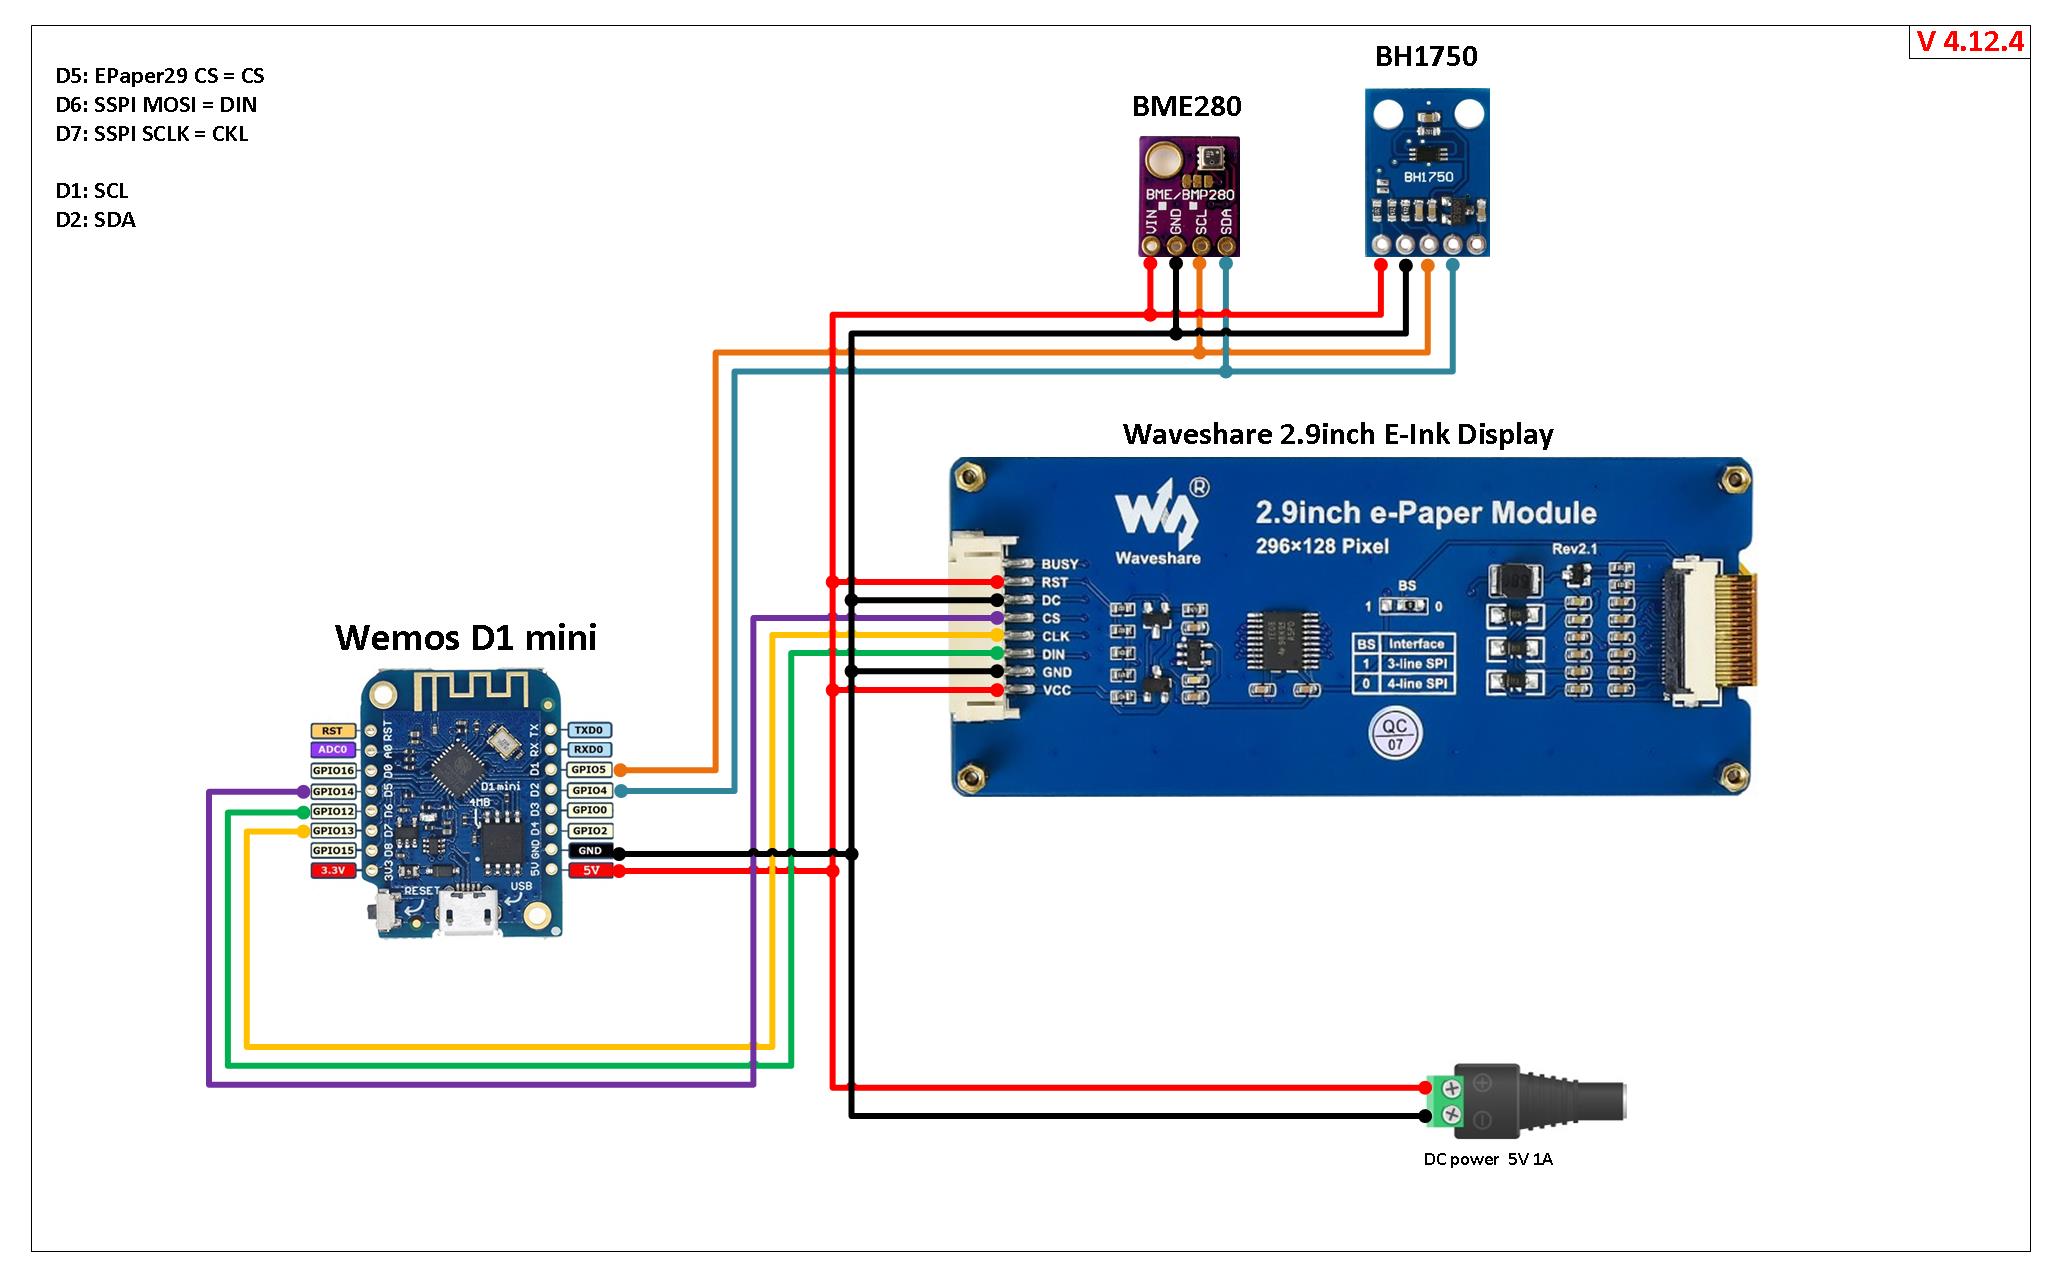 V 4.12.4
D5: EPaper29 CS = CS
D6: SSPI MOSI = DIN
D7: SSPI SCLK = CKL
D1: SCL
D2: SDA
BH1750
BME280
BH1750
BME/BMP280
VIN
GND
SCL
SDA
Waveshare 2.9inch E-Ink Display
®
Waveshare
2.9inch e-Paper Module
296×128 Pixel
Rev2.1
BUSY
RST
DC
CS
CLK
DIN
GND
VCC
BS
1 0
BS Interface
1 3-line SPI
0 4-line SPI
QC
07
Wemos D1 mini
RST RST TX TXD0
ADC0 A0 RX RXD0
GPIO16 D0 D1 GPIO5
GPIO14 D5 D2 GPIO4
GPIO12 D6 D3 GPIO0
GPIO13 D7 D4 GPIO2
GPIO15 D8 GND GND
3.3V 3V3 5V 5V
D1 mini
4MB
RESET
USB
DC power 5V 1A